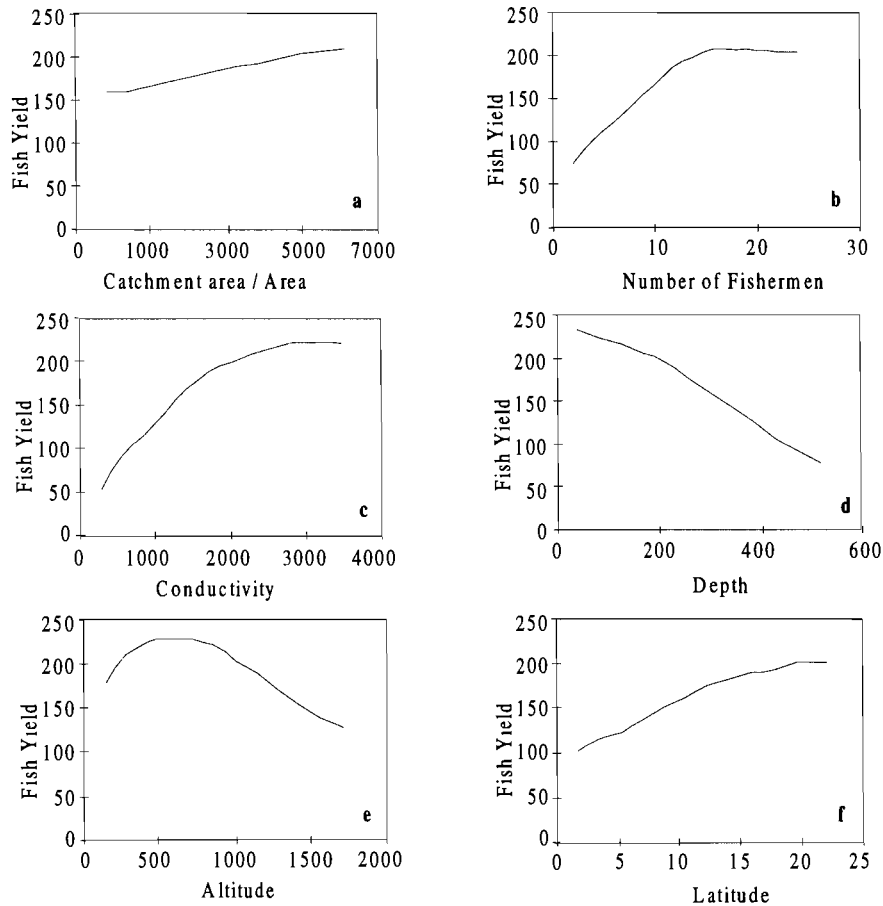 250
200
150
100
50
0
Fish Yield
a
0 1000 3000 5000 7000
Catchment area / Area
250
200
150
100
50
0
Fish Yield
b
0 10 20 30
Number of Fishermen
250
200
150
100
50
0
Fish Yield
c
0 1000 2000 3000 4000
Conductivity
250
200
150
100
50
0
Fish Yield
d
0 200 400 600
Depth
250
200
150
100
50
0
Fish Yield
e
0 500 1000 1500 2000
Altitude
250
200
150
100
50
0
Fish Yield
f
0 5 10 15 20 25
Latitude